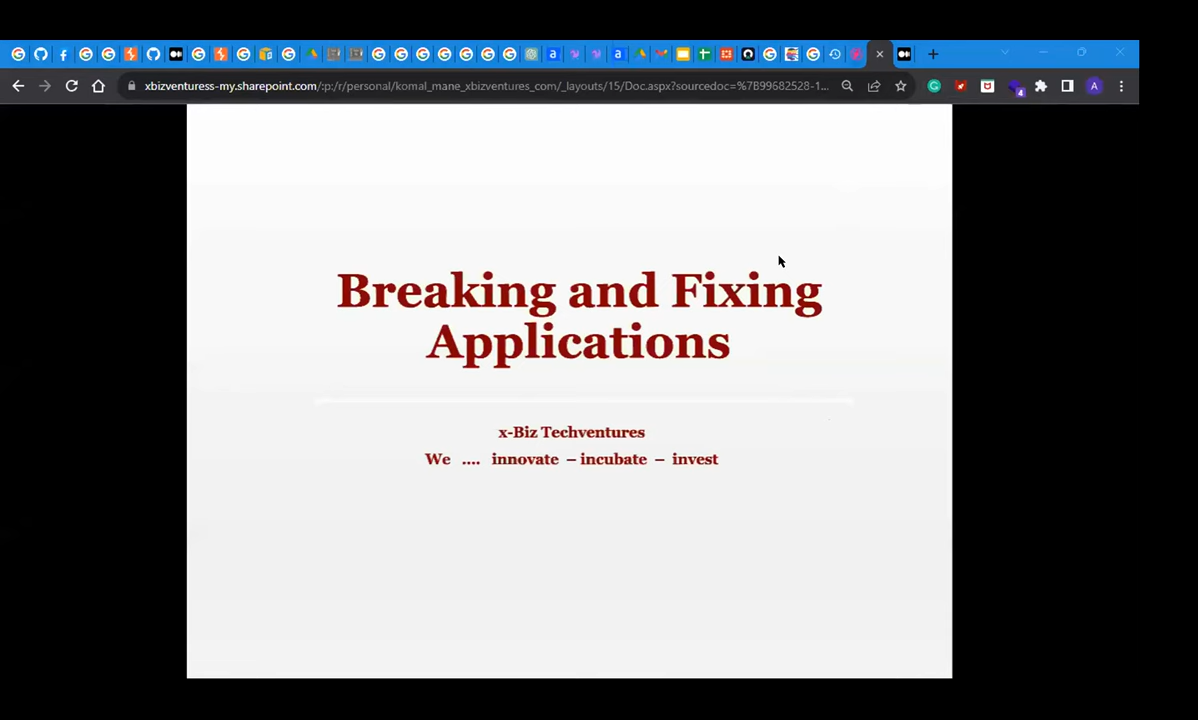 xbizventuress-my.sharepoint.com/:p:/r/personal/komal_mane_xbizventures_com/_layouts/15/Doc.aspx?sourcedoc=%7B99682528-1...
4
A
Breaking and Fixing
Applications
x-Biz Techventures
We .... innovate – incubate – invest